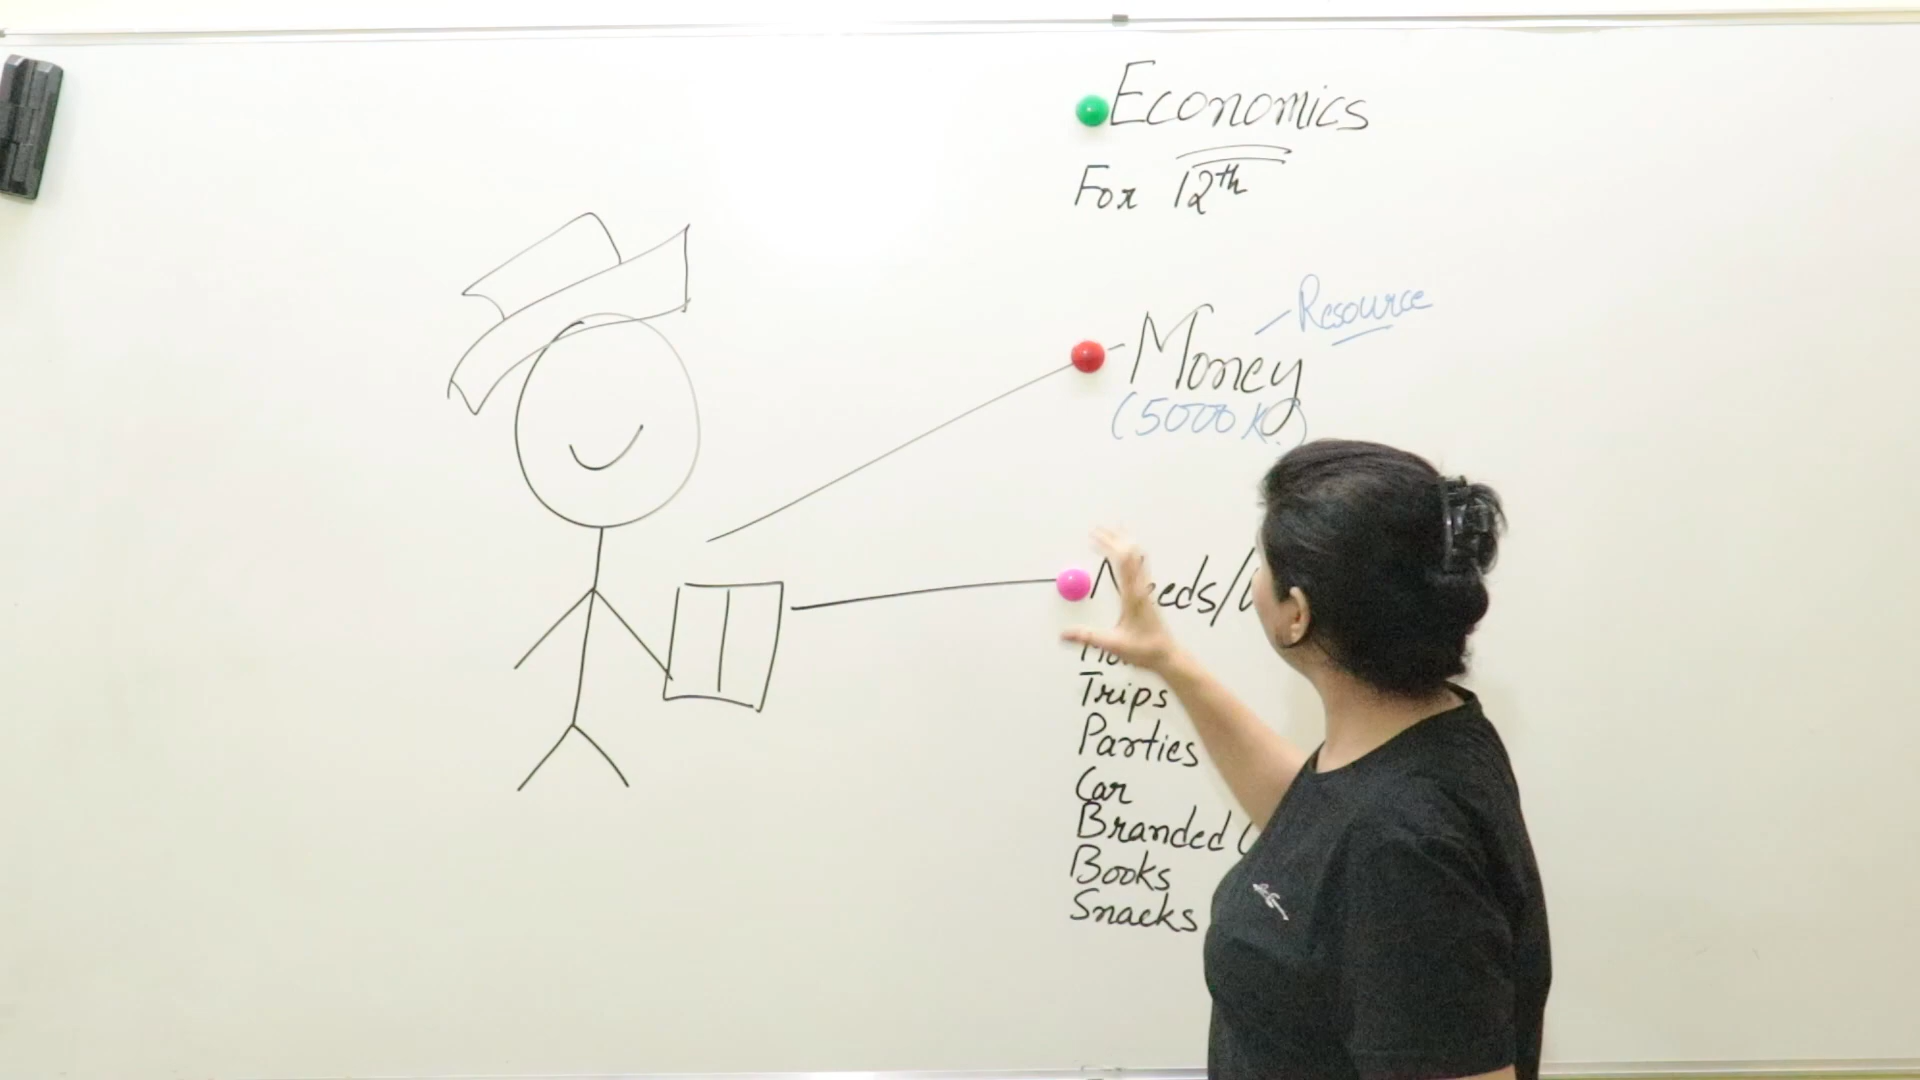 Economics
For 12th
Money - Resource
(5000 K.)
Needs/
Trips
Parties
Car
Branded
Books
Snacks